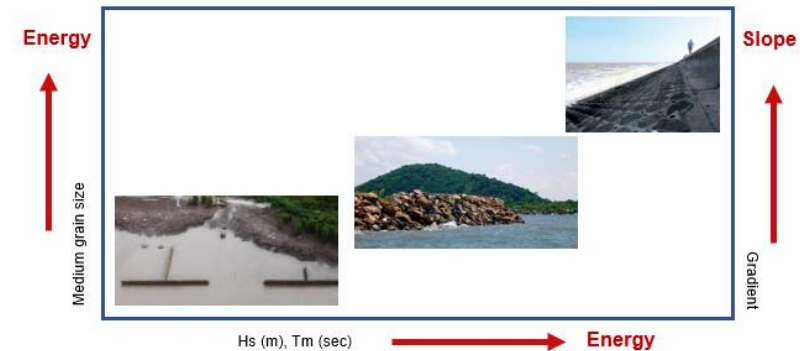 Energy
Slope
Medium grain size
Gradient
Hs (m), Tm (sec)
Energy